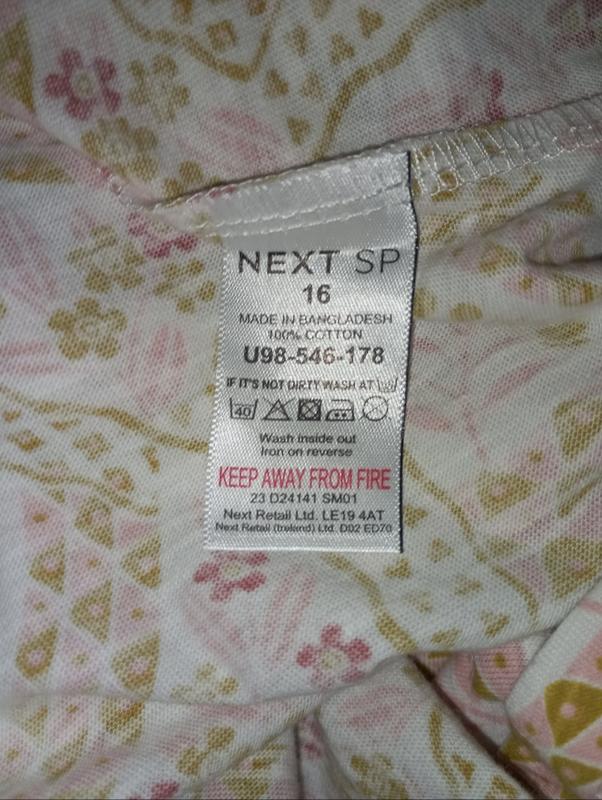 NEXT SP
16
MADE IN BANGLADESH
100% COTTON
U98-546-178
IF IT'S NOT DIRTY WASH AT
40
Wash inside out
Iron on reverse
KEEP AWAY FROM FIRE
23 D24141 SM01
Next Retail Ltd. LE19 4AT
Next Retail (Ireland) Ltd. D02 ED70